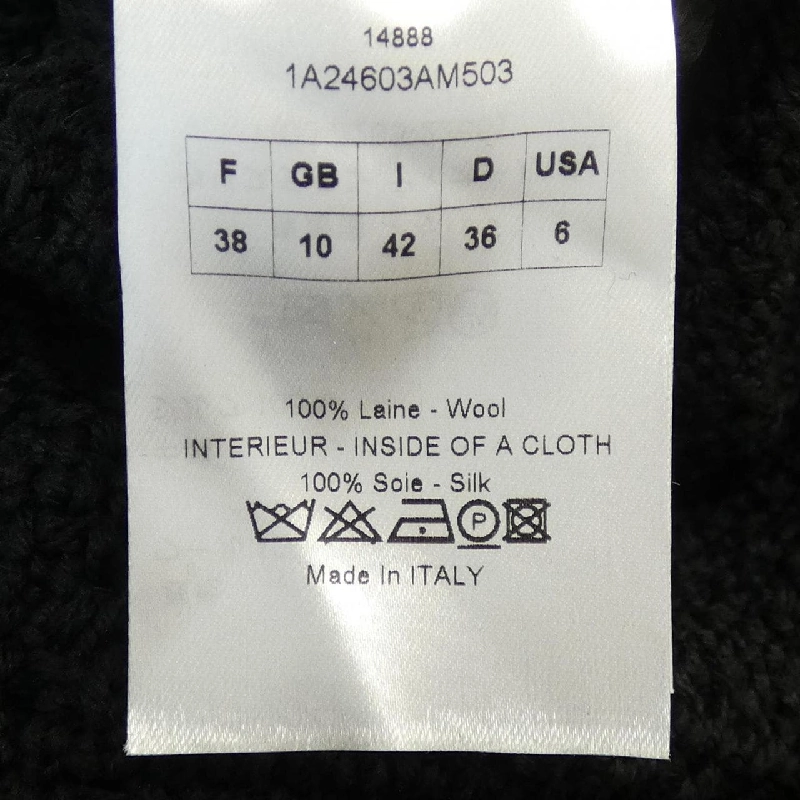 14888
1A24603AM503
F GB I D USA
38 10 42 36 6
100% Laine - Wool
INTERIEUR - INSIDE OF A CLOTH
100% Soie - Silk
P
Made In ITALY